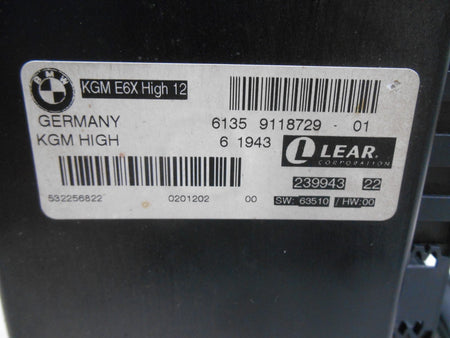 BMW
KGM E6X High 12
GERMANY 6135 9118729 - 01
KGM HIGH 6 1943
LEAR
CORPORATION
239943 22
532256822 0201202 00 SW: 63510 / HW:00